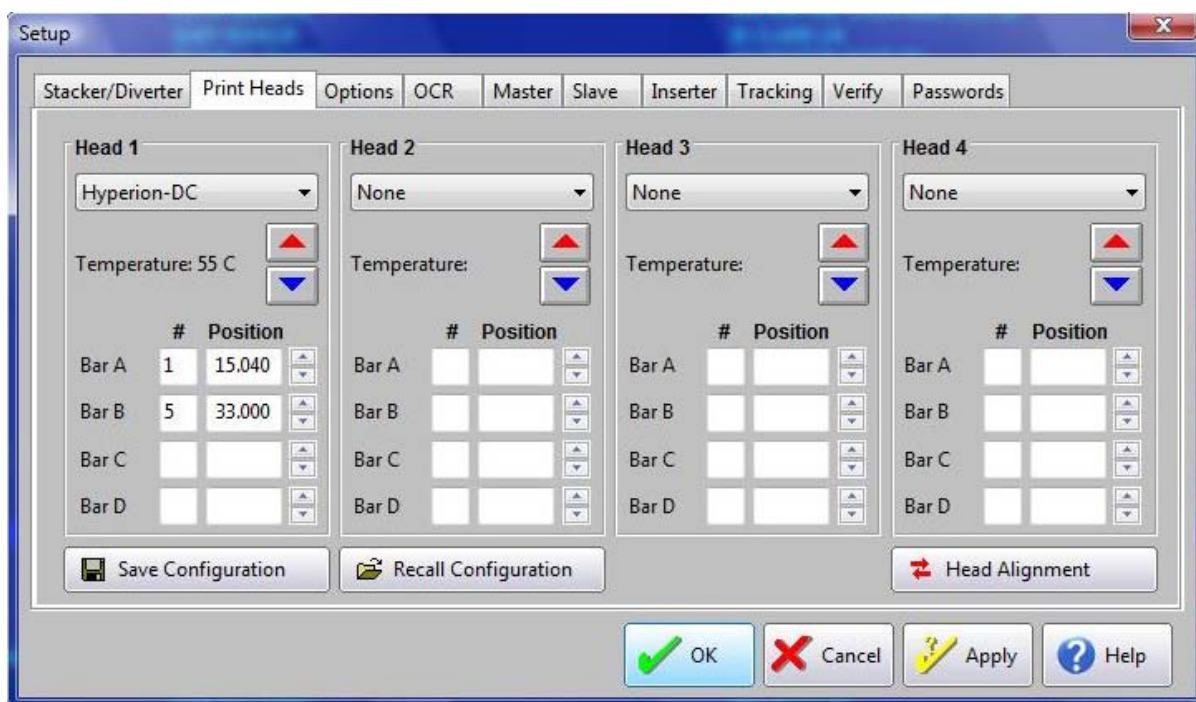 Setup
Stacker/Diverter Print Heads Options OCR Master Slave Inserter Tracking Verify Passwords
Head 1 Head 2 Head 3 Head 4
Hyperion-DC None None None
Temperature: 55 C Temperature: Temperature: Temperature:
# Position # Position # Position # Position
Bar A 1 15.040 Bar A Bar A Bar A
Bar B 5 33.000 Bar B Bar B Bar B
Bar C Bar C Bar C Bar C
Bar D Bar D Bar D Bar D
Save Configuration Recall Configuration Head Alignment
OK Cancel Apply Help